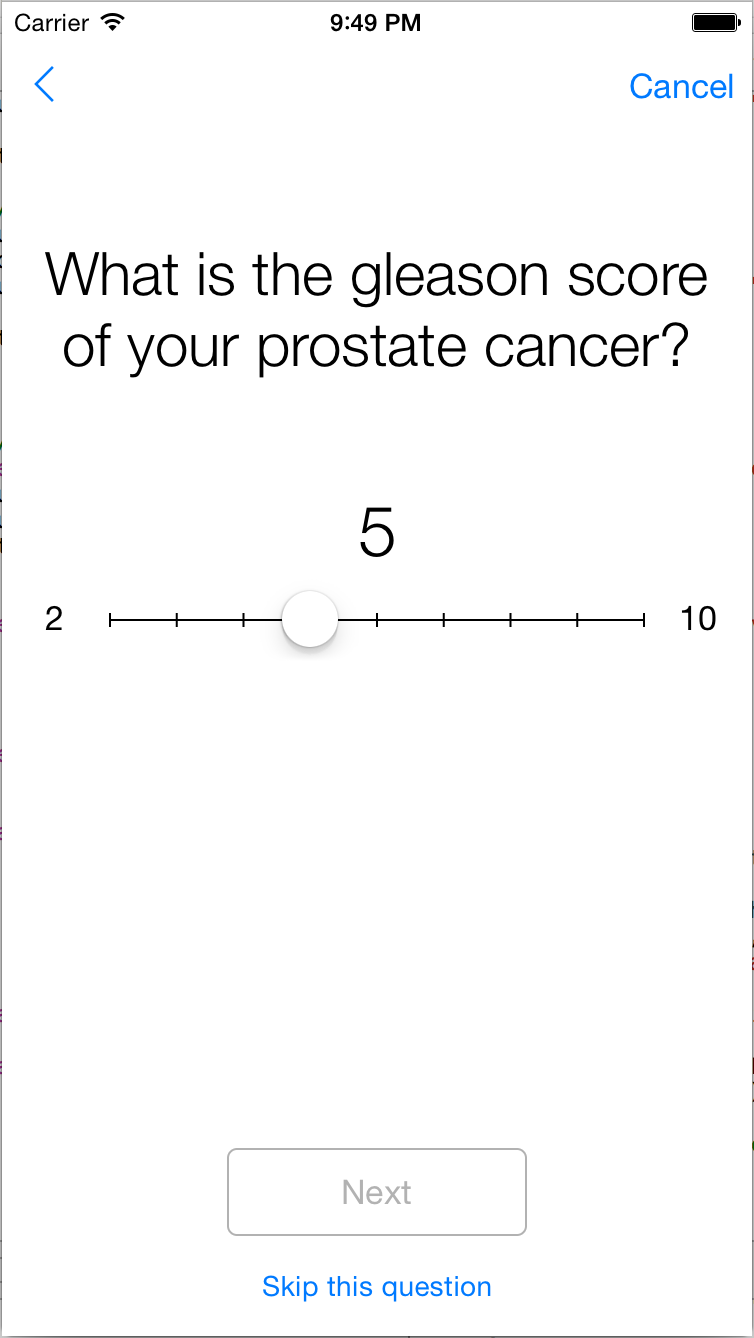 Carrier 9:49 PM
Cancel
What is the gleason score
of your prostate cancer?
5
2 10
Next
Skip this question